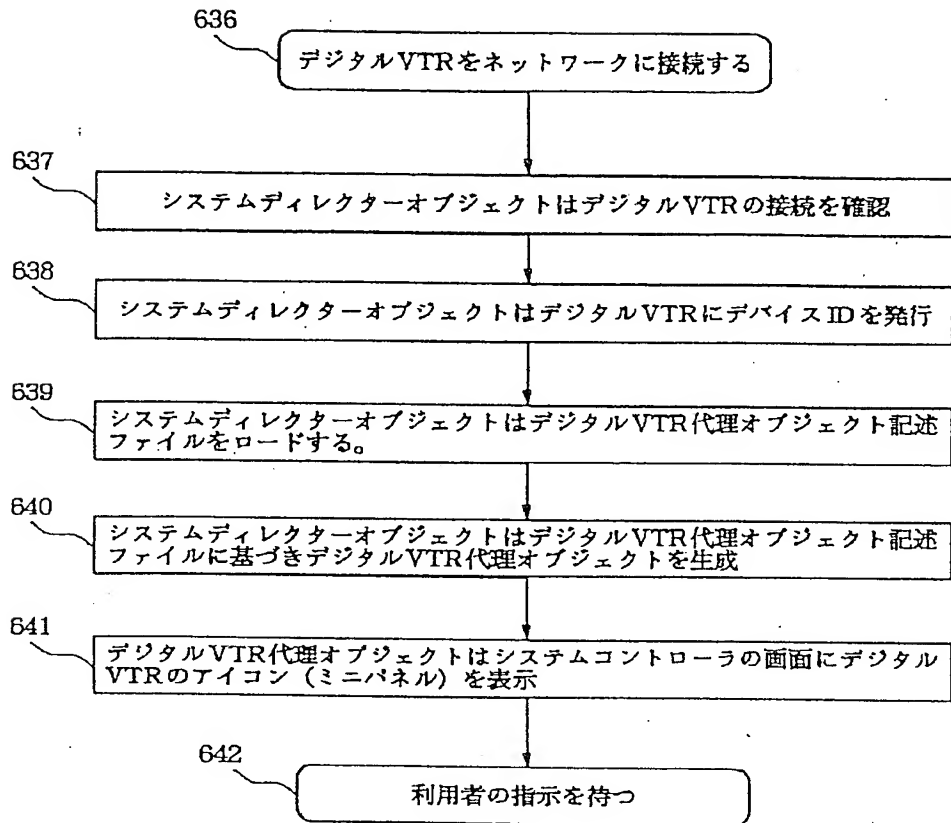 636
デジタルVTRをネットワークに接続する
637
システムディレクターオブジェクトはデジタルVTRの接続を確認
638
システムディレクターオブジェクトはデジタルVTRにデバイスIDを発行
639
システムディレクターオブジェクトはデジタルVTR代理オブジェクト記述
ファイルをロードする。
640
システムディレクターオブジェクトはデジタルVTR代理オブジェクト記述
ファイルに基づきデジタルVTR代理オブジェクトを生成
641
デジタルVTR代理オブジェクトはシステムコントローラの画面にデジタル
VTRのアイコン（ミニパネル）を表示
642
利用者の指示を待つ